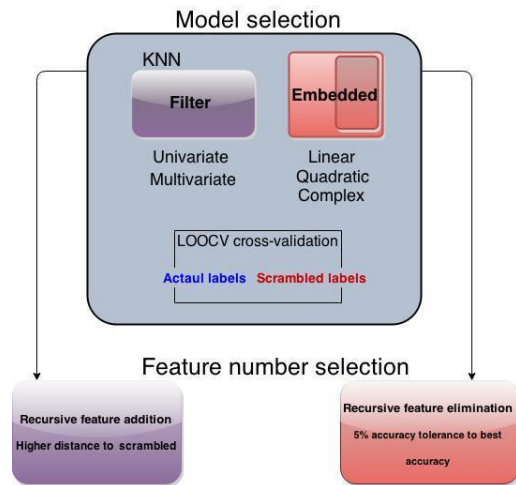 Model selection
KNN
Filter
Embedded
Univariate
Multivariate
Linear
Quadratic
Complex
LOOCV cross-validation
Actaul labels Scrambled labels
Feature number selection
Recursive feature addition
Higher distance to scrambled
Recursive feature elimination
5% accuracy tolerance to best
accuracy